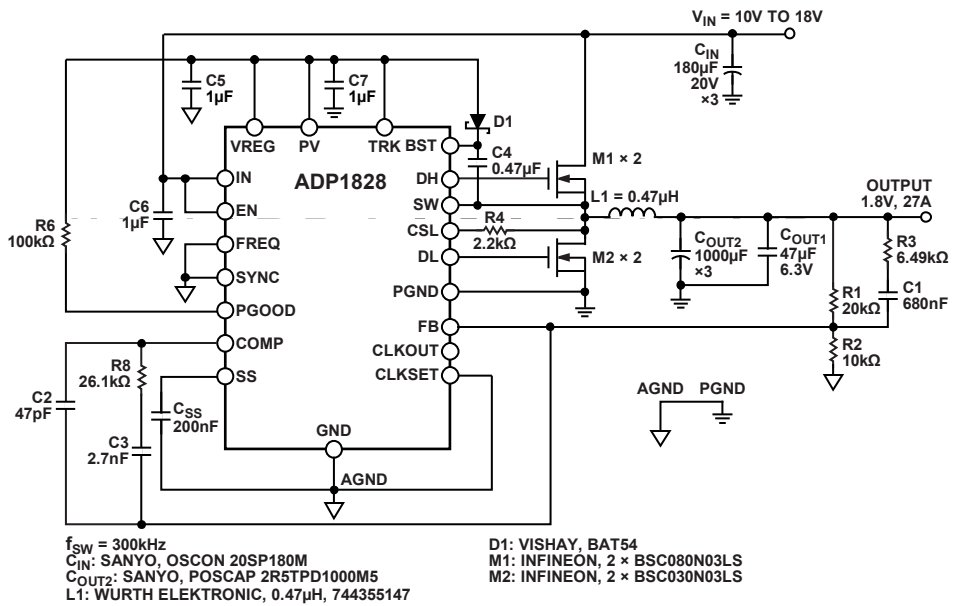 V_IN = 10V TO 18V
C_IN
180µF
20V
×3
C5
1µF
C7
1µF
D1
VREG
PV
TRK
BST
C4
0.47µF
M1 × 2
ADP1828
IN
DH
L1 = 0.47µH
OUTPUT
1.8V, 27A
C6
1µF
EN
SW
R6
100kΩ
FREQ
CSL
R4
2.2kΩ
C_OUT2
1000µF
×3
C_OUT1
47µF
6.3V
R3
6.49kΩ
SYNC
DL
M2 × 2
PGOOD
PGND
R1
20kΩ
C1
680nF
COMP
FB
R8
26.1kΩ
CLKOUT
R2
10kΩ
SS
CLKSET
C2
47pF
C_SS
200nF
AGND
PGND
C3
2.7nF
GND
AGND
f_SW = 300kHz
C_IN: SANYO, OSCON 20SP180M
C_OUT2: SANYO, POSCAP 2R5TPD1000M5
L1: WURTH ELEKTRONIC, 0.47µH, 744355147
D1: VISHAY, BAT54
M1: INFINEON, 2 × BSC080N03LS
M2: INFINEON, 2 × BSC030N03LS